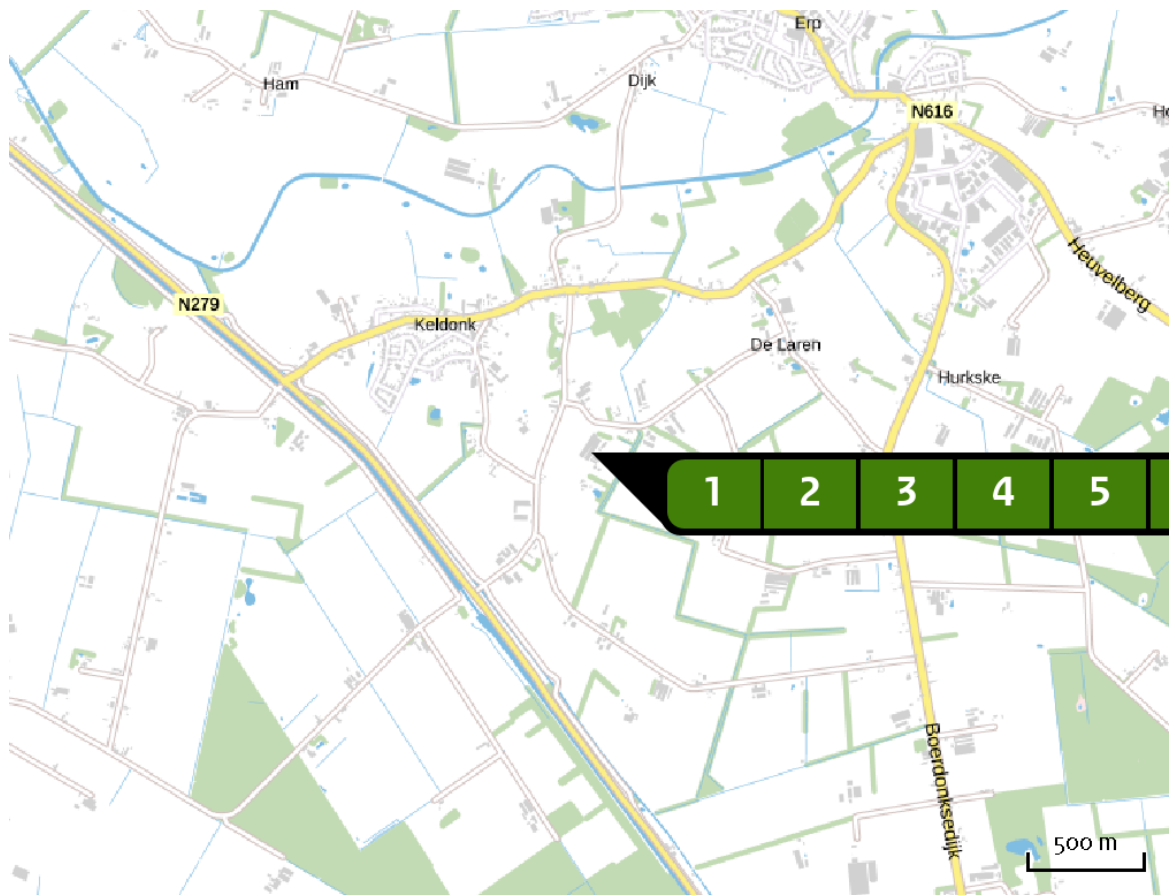 Erp
Ham
Dijk
N616
Heuvelberg
N279
Keldonk
De Laren
Hurkske
1 2 3 4 5
Boerdonksedijk
500 m